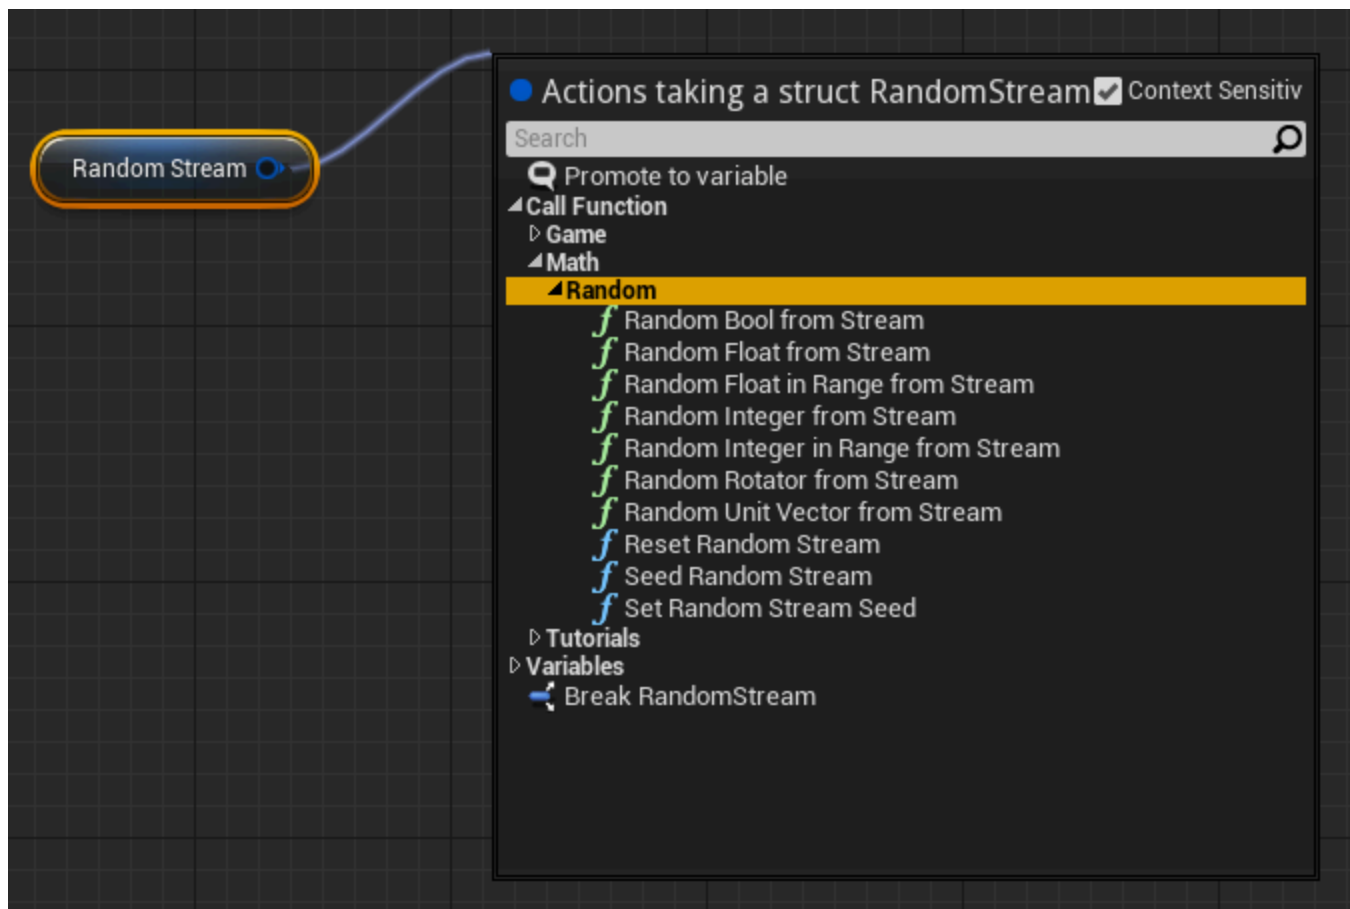 Random Stream
Actions taking a struct RandomStream
Context Sensitiv
Search
Promote to variable
Call Function
Game
Math
Random
Random Bool from Stream
Random Float from Stream
Random Float in Range from Stream
Random Integer from Stream
Random Integer in Range from Stream
Random Rotator from Stream
Random Unit Vector from Stream
Reset Random Stream
Seed Random Stream
Set Random Stream Seed
Tutorials
Variables
Break RandomStream